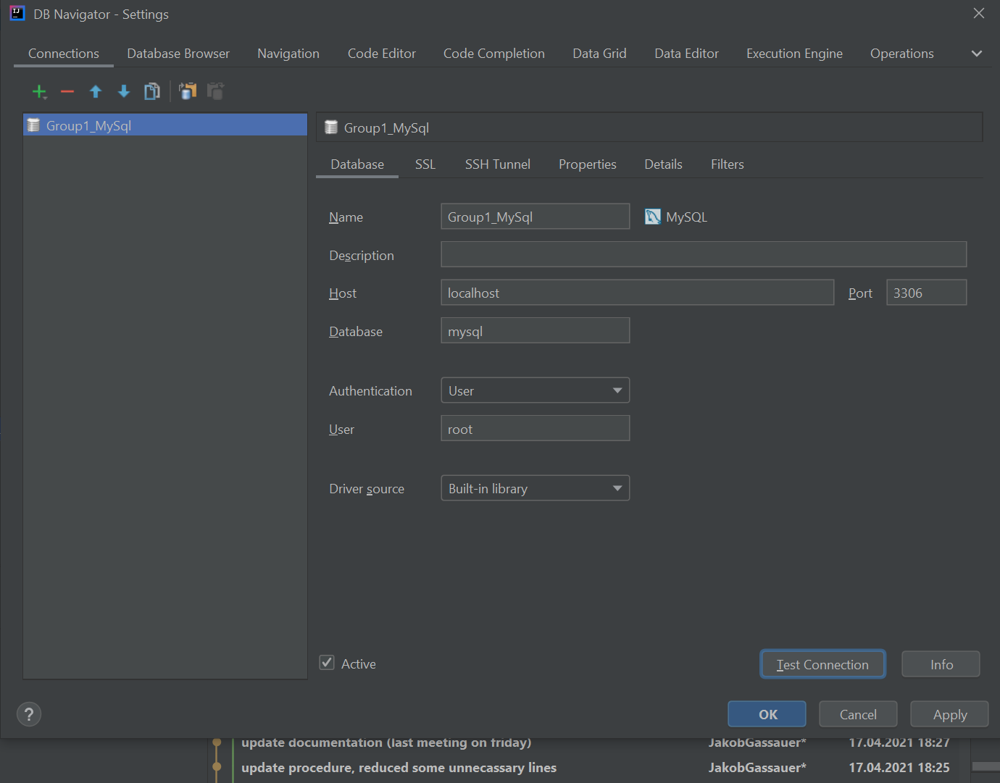 DB Navigator - Settings
Connections Database Browser Navigation Code Editor Code Completion Data Grid Data Editor Execution Engine Operations
Group1_MySql
Group1_MySql
Database SSL SSH Tunnel Properties Details Filters
Name Group1_MySql MySQL
Description
Host localhost Port 3306
Database mysql
Authentication User
User root
Driver source Built-in library
Active Test Connection Info
? OK Cancel Apply
update documentation (last meeting on friday) JakobGassauer* 17.04.2021 18:27
update procedure, reduced some unnecassary lines JakobGassauer* 17.04.2021 18:25